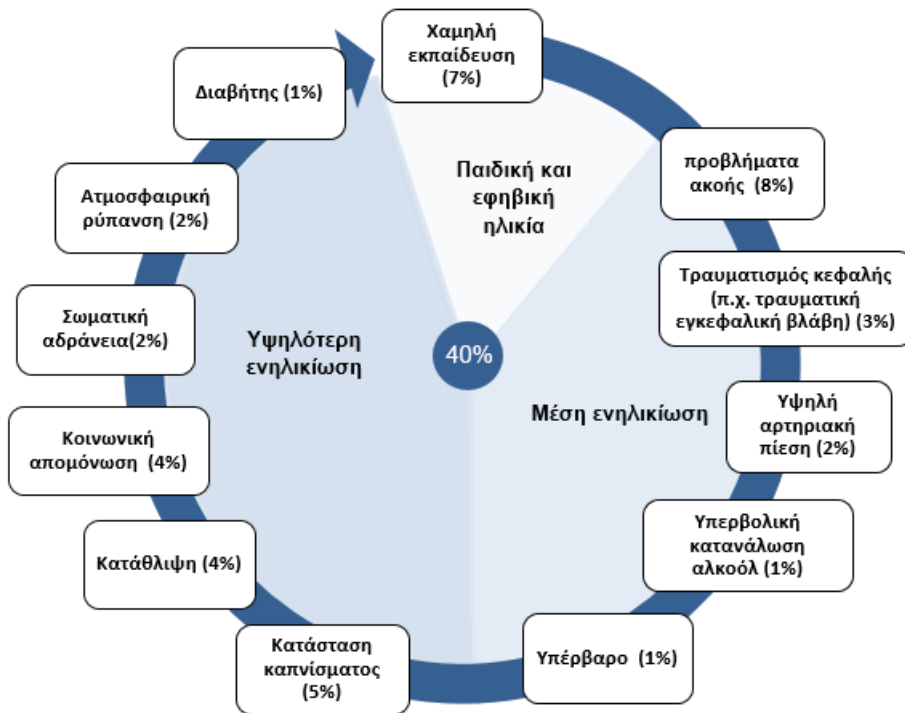 Χαμηλή
εκπαίδευση
(7%)
Παιδική και
εφηβική
ηλικία
προβλήματα
ακοής (8%)
Τραυματισμός κεφαλής
(π.χ. τραυματική
εγκεφαλική βλάβη) (3%)
Υψηλή
αρτηριακή
πίεση (2%)
Υπερβολική
κατανάλωση
αλκοόλ (1%)
Υπέρβαρο (1%)
Μέση ενηλικίωση
40%
Κατάσταση
καπνίσματος
(5%)
Κατάθλιψη (4%)
Κοινωνική
απομόνωση (4%)
Σωματική
αδράνεια(2%)
Ατμοσφαιρική
ρύπανση (2%)
Διαβήτης (1%)
Υψηλότερη
ενηλικίωση